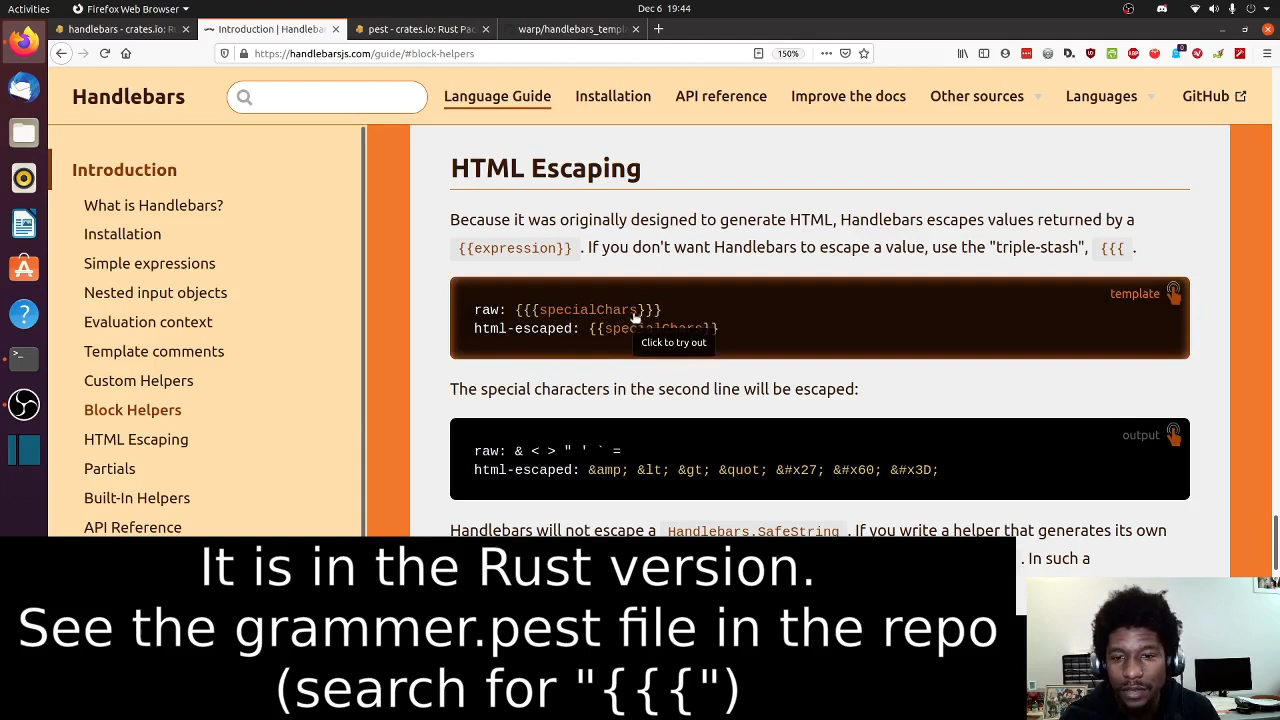 Activities
Firefox Web Browser
Dec 6 19:44
handlebars - crates.io: Ru
Introduction | Handleba
pest - crates.io: Rust Pac
warp/handlebars_templ
https://handlebarsjs.com/guide/#block-helpers
150%
Handlebars
Language Guide
Installation
API reference
Improve the docs
Other sources
Languages
GitHub
Introduction
What is Handlebars?
Installation
Simple expressions
Nested input objects
Evaluation context
Template comments
Custom Helpers
Block Helpers
HTML Escaping
Partials
Built-In Helpers
API Reference
HTML Escaping
Because it was originally designed to generate HTML, Handlebars escapes values returned by a
{{expression}} . If you don't want Handlebars to escape a value, use the "triple-stash", {{{ .
template
raw: {{{specialChars}}}
html-escaped: {{specialChars}}
Click to try out
The special characters in the second line will be escaped:
output
raw: & < > " ' ` =
html-escaped: &amp; &lt; &gt; &quot; &#x27; &#x60; &#x3D;
Handlebars will not escape a Handlebars.SafeString . If you write a helper that generates its own
. In such a
It is in the Rust version.
See the grammer.pest file in the repo
(search for "{{{")